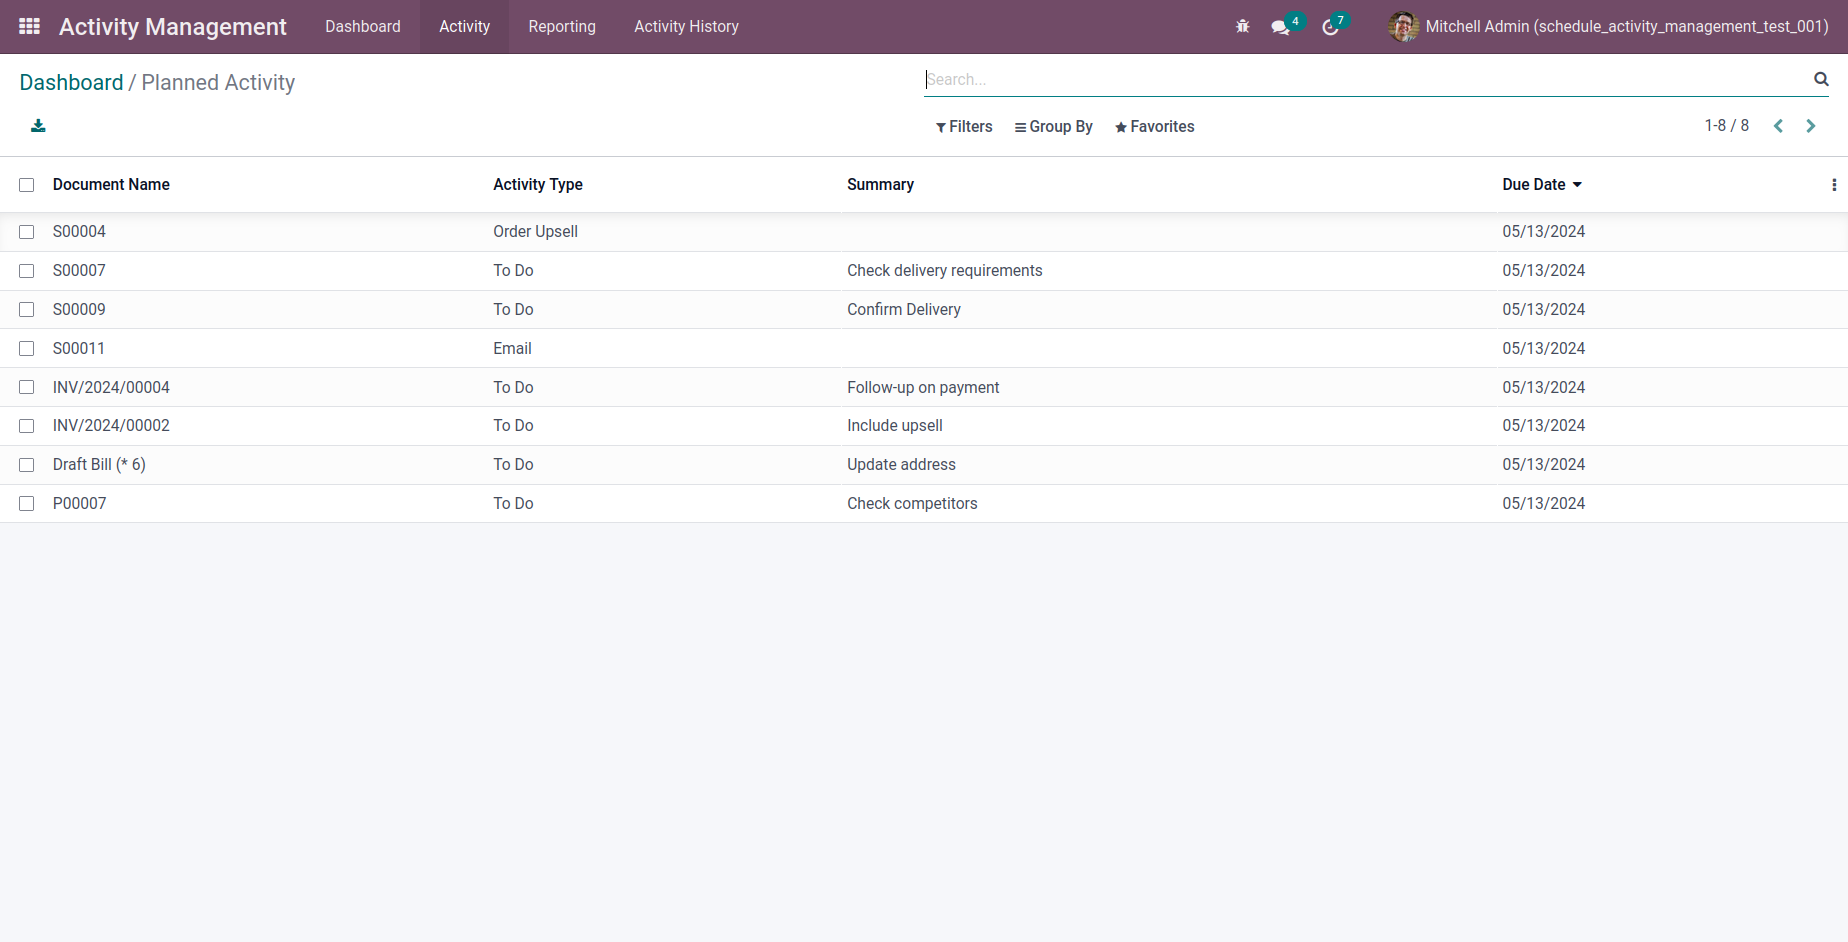 Activity Management Dashboard Activity Reporting Activity History 4 7 Mitchell Admin (schedule_activity_management_test_001)
Dashboard / Planned Activity Search...
Filters Group By Favorites 1-8 / 8
Document Name Activity Type Summary Due Date
S00004 Order Upsell 05/13/2024
S00007 To Do Check delivery requirements 05/13/2024
S00009 To Do Confirm Delivery 05/13/2024
S00011 Email 05/13/2024
INV/2024/00004 To Do Follow-up on payment 05/13/2024
INV/2024/00002 To Do Include upsell 05/13/2024
Draft Bill (* 6) To Do Update address 05/13/2024
P00007 To Do Check competitors 05/13/2024